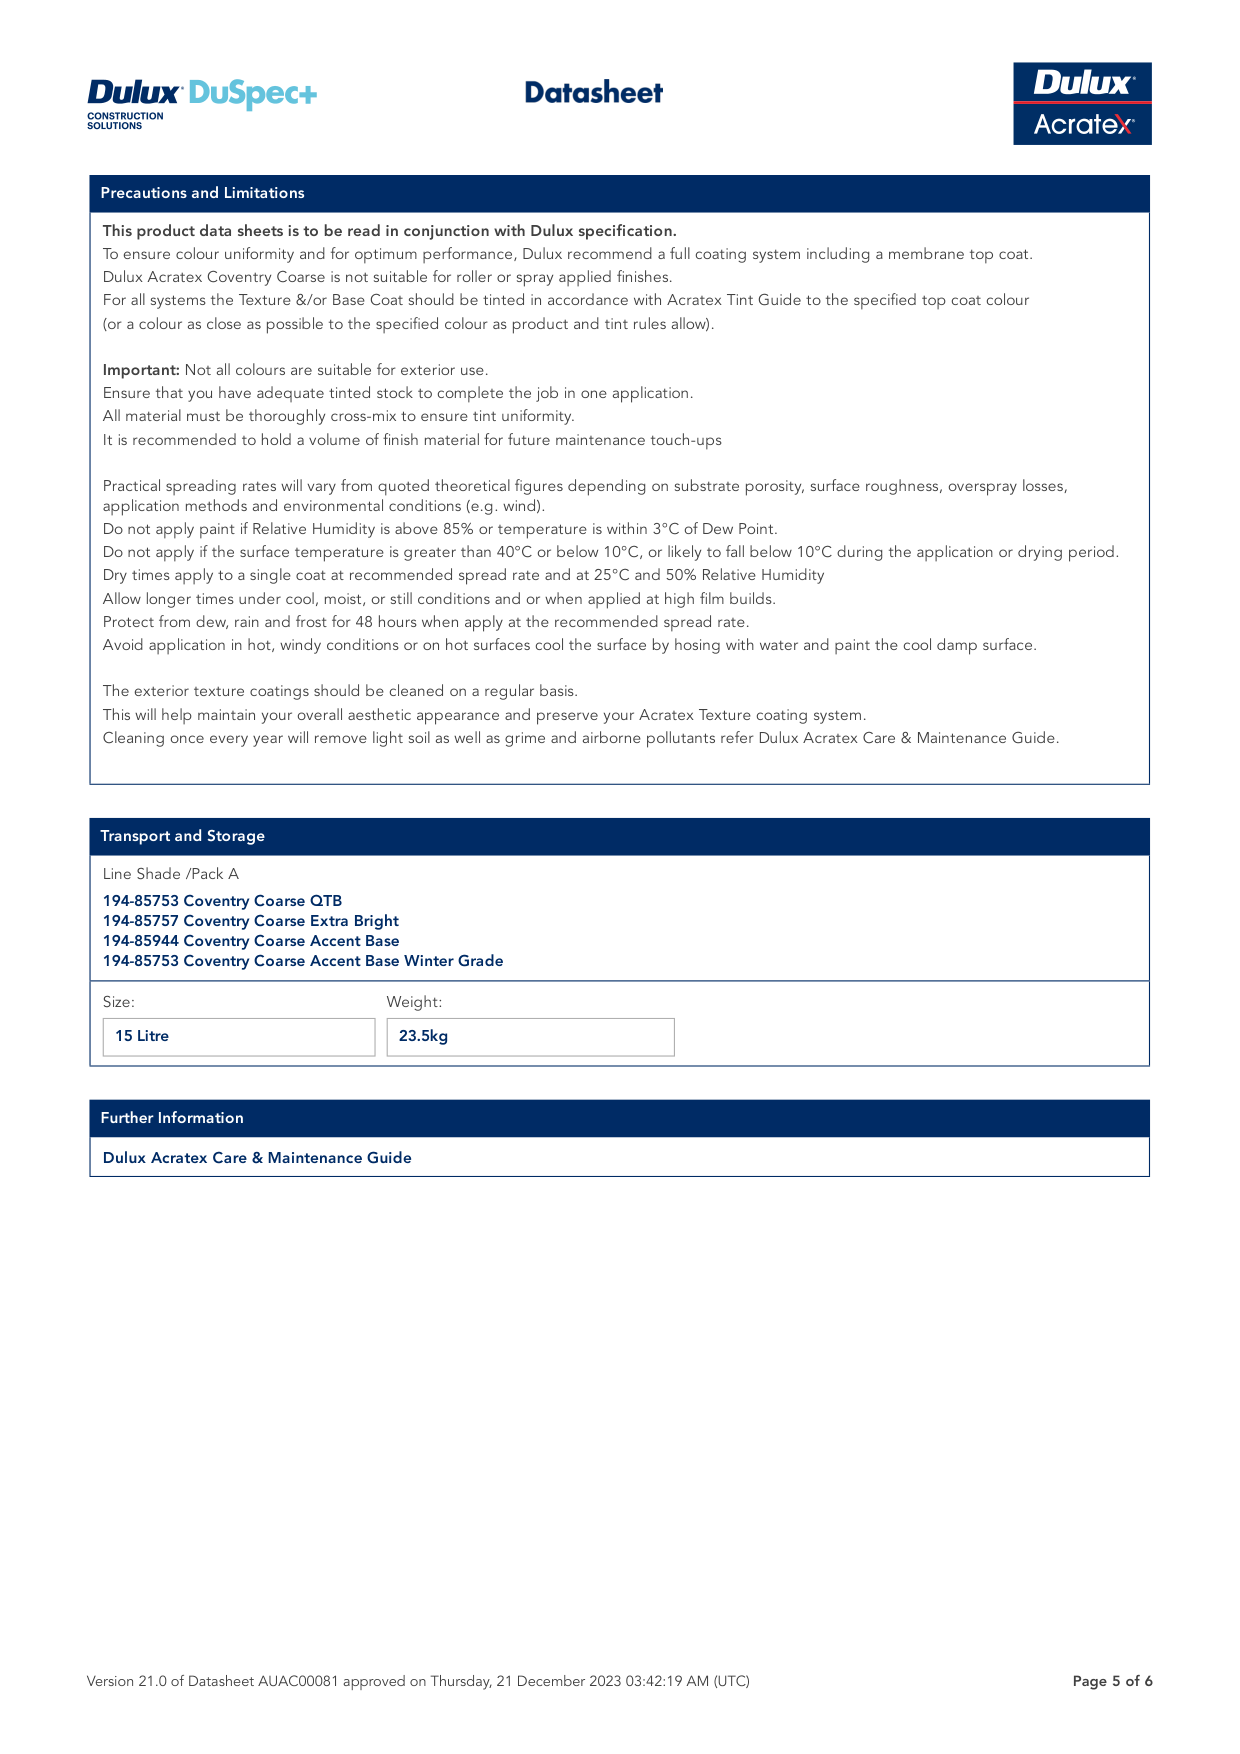 Dulux DuSpec+
CONSTRUCTION
SOLUTIONS
Datasheet
Dulux
Acratex
Precautions and Limitations
This product data sheets is to be read in conjunction with Dulux specification.
To ensure colour uniformity and for optimum performance, Dulux recommend a full coating system including a membrane top coat.
Dulux Acratex Coventry Coarse is not suitable for roller or spray applied finishes.
For all systems the Texture &/or Base Coat should be tinted in accordance with Acratex Tint Guide to the specified top coat colour
(or a colour as close as possible to the specified colour as product and tint rules allow).
Important: Not all colours are suitable for exterior use.
Ensure that you have adequate tinted stock to complete the job in one application.
All material must be thoroughly cross-mix to ensure tint uniformity.
It is recommended to hold a volume of finish material for future maintenance touch-ups
Practical spreading rates will vary from quoted theoretical figures depending on substrate porosity, surface roughness, overspray losses,
application methods and environmental conditions (e.g. wind).
Do not apply paint if Relative Humidity is above 85% or temperature is within 3°C of Dew Point.
Do not apply if the surface temperature is greater than 40°C or below 10°C, or likely to fall below 10°C during the application or drying period.
Dry times apply to a single coat at recommended spread rate and at 25°C and 50% Relative Humidity
Allow longer times under cool, moist, or still conditions and or when applied at high film builds.
Protect from dew, rain and frost for 48 hours when apply at the recommended spread rate.
Avoid application in hot, windy conditions or on hot surfaces cool the surface by hosing with water and paint the cool damp surface.
The exterior texture coatings should be cleaned on a regular basis.
This will help maintain your overall aesthetic appearance and preserve your Acratex Texture coating system.
Cleaning once every year will remove light soil as well as grime and airborne pollutants refer Dulux Acratex Care & Maintenance Guide.
Transport and Storage
Line Shade /Pack A
194-85753 Coventry Coarse QTB
194-85757 Coventry Coarse Extra Bright
194-85944 Coventry Coarse Accent Base
194-85753 Coventry Coarse Accent Base Winter Grade
Size: Weight:
15 Litre 23.5kg
Further Information
Dulux Acratex Care & Maintenance Guide
Version 21.0 of Datasheet AUAC00081 approved on Thursday, 21 December 2023 03:42:19 AM (UTC) Page 5 of 6